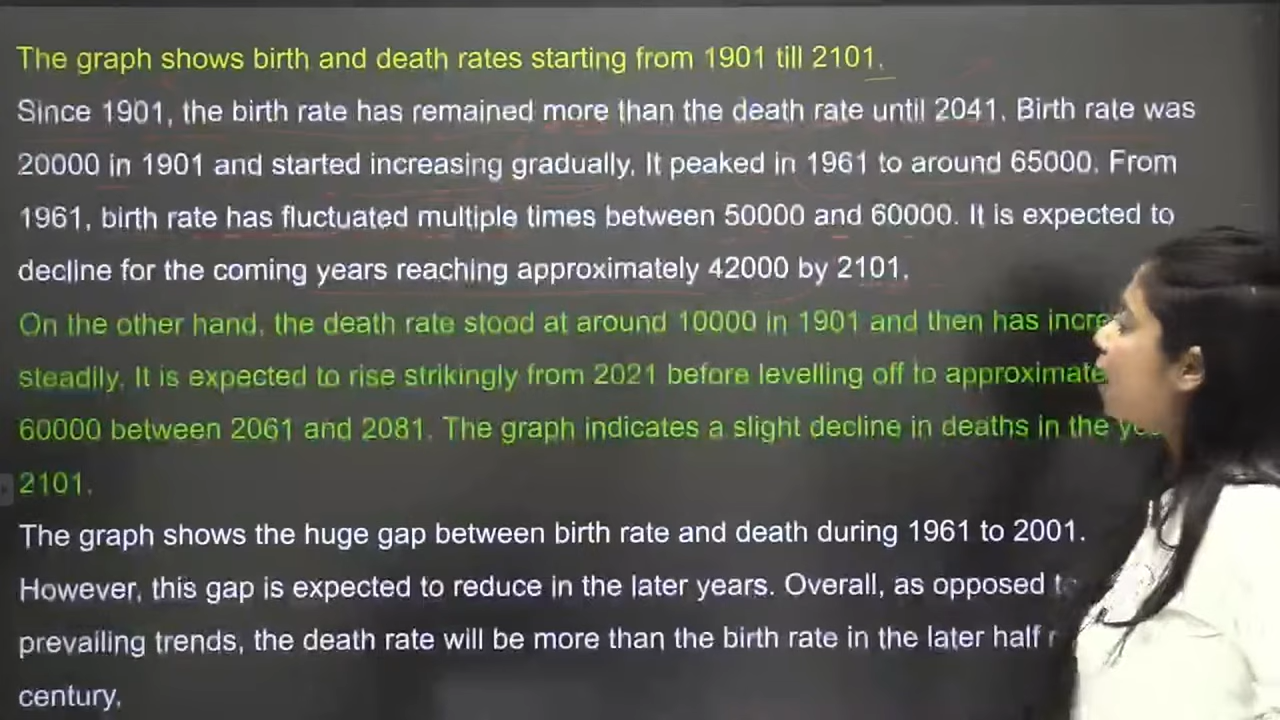 The graph shows birth and death rates starting from 1901 till 2101.
Since 1901, the birth rate has remained more than the death rate until 2041. Birth rate was
20000 in 1901 and started increasing gradually. It peaked in 1961 to around 65000. From
1961, birth rate has fluctuated multiple times between 50000 and 60000. It is expected to
decline for the coming years reaching approximately 42000 by 2101.
On the other hand, the death rate stood at around 10000 in 1901 and then has
steadily. It is expected to rise strikingly from 2021 before levelling off to
60000 between 2061 and 2081. The graph indicates a slight decline in deaths in the
2101.
The graph shows the huge gap between birth rate and death during 1961 to 2001.
However, this gap is expected to reduce in the later years. Overall, as opposed
prevailing trends, the death rate will be more than the birth rate in the later half
century.